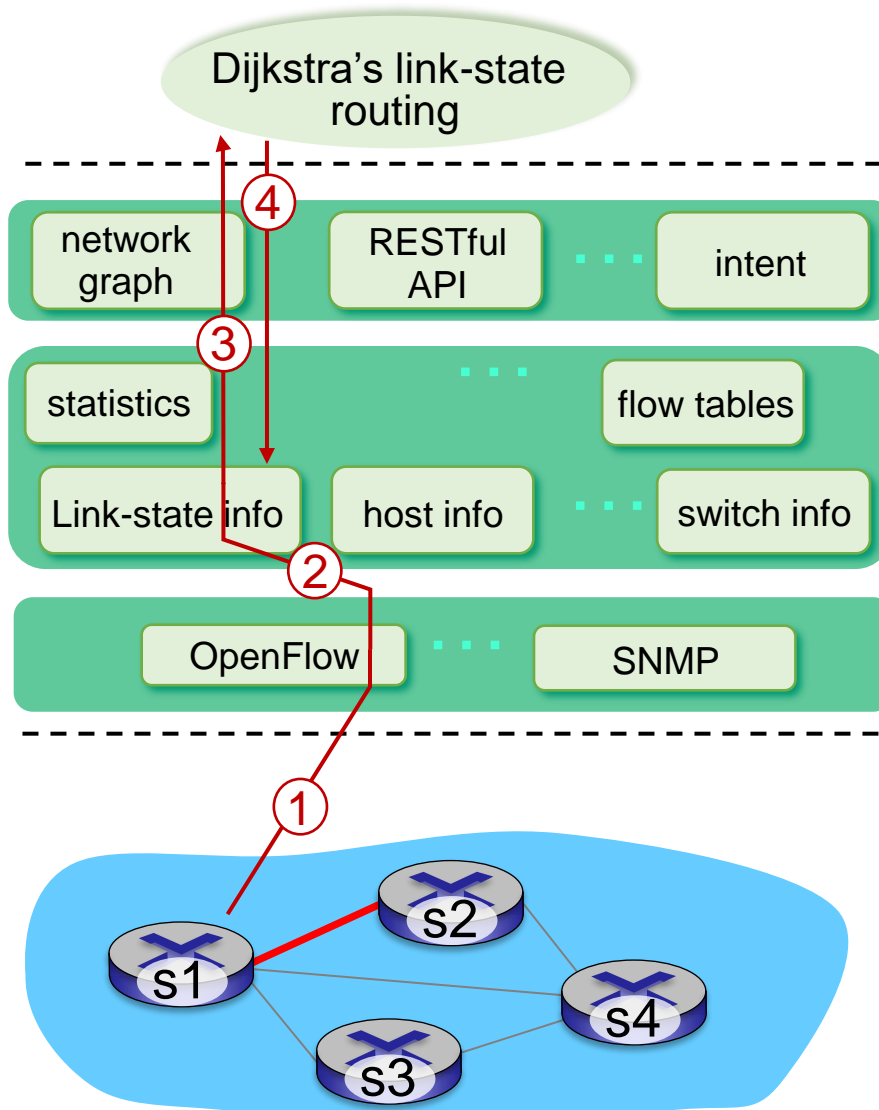 Dijkstra’s link-state
routing
4
network
graph
RESTful
API
intent
3
statistics
flow tables
Link-state info
host info
switch info
2
OpenFlow
SNMP
1
s2
s1
s4
s3